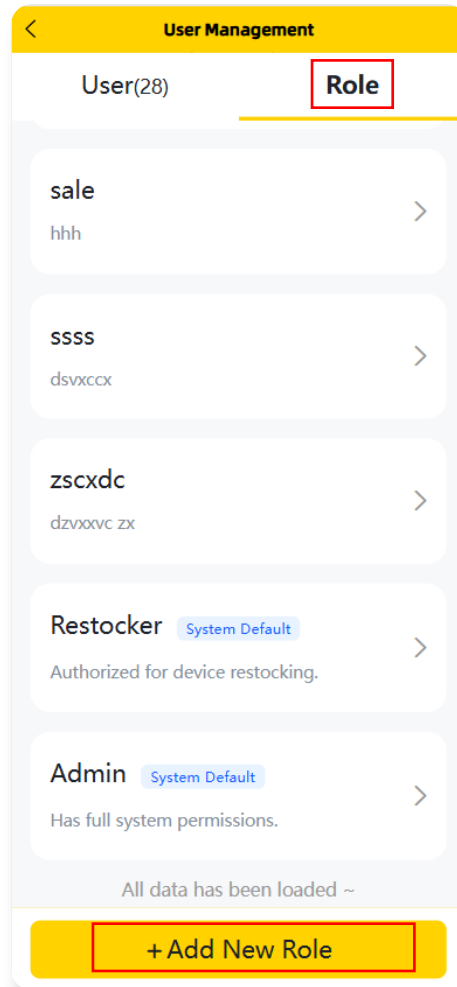 User Management
User(28) Role
sale
hhh
ssss
dsvxccx
zscxdc
dzvxxvc zx
Restocker System Default
Authorized for device restocking.
Admin System Default
Has full system permissions.
All data has been loaded ~
+Add New Role